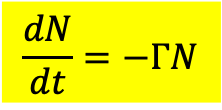 dN/dt = −ΓN